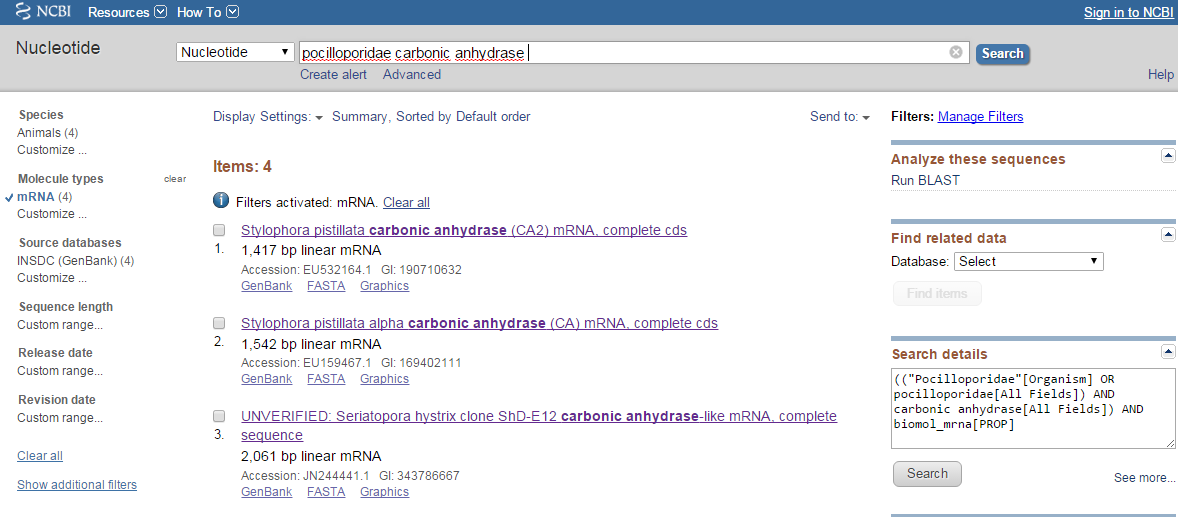 NCBI Resources How To Sign in to NCBI
Nucleotide
Nucleotide pocilloporidae carbonic anhydrase Search
Create alert Advanced Help
Species
Animals (4)
Customize ...
Molecule types clear
mRNA (4)
Customize ...
Source databases
INSDC (GenBank) (4)
Customize ...
Sequence length
Custom range...
Release date
Custom range...
Revision date
Custom range...
Clear all
Show additional filters
Display Settings: Summary, Sorted by Default order Send to:
Items: 4
Filters activated: mRNA. Clear all
Stylophora pistillata carbonic anhydrase (CA2) mRNA, complete cds
1. 1,417 bp linear mRNA
Accession: EU532164.1 GI: 190710632
GenBank FASTA Graphics
Stylophora pistillata alpha carbonic anhydrase (CA) mRNA, complete cds
2. 1,542 bp linear mRNA
Accession: EU159467.1 GI: 169402111
GenBank FASTA Graphics
UNVERIFIED: Seriatopora hystrix clone ShD-E12 carbonic anhydrase-like mRNA, complete
3. sequence
2,061 bp linear mRNA
Accession: JN244441.1 GI: 343786667
GenBank FASTA Graphics
Filters: Manage Filters
Analyze these sequences
Run BLAST
Find related data
Database: Select
Find items
Search details
(("Pocilloporidae"[Organism] OR
pocilloporidae[All Fields]) AND
carbonic anhydrase[All Fields]) AND
biomol_mrna[PROP]
Search
See more...